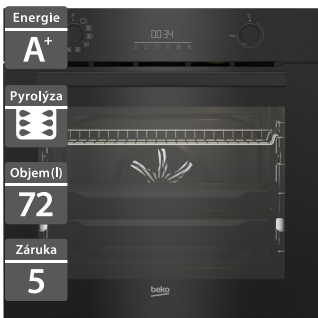 Energie
A+
Pyrolýza
Objem(l)
72
Záruka
5
00 34
beko